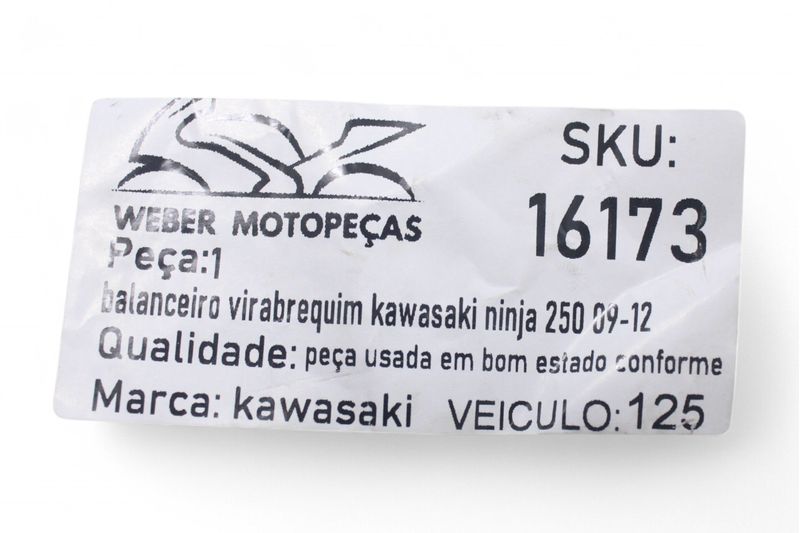 WEBER MOTOPEÇAS
SKU:
16173
Peça:1
balanceiro virabrequim kawasaki ninja 250 09-12
Qualidade: peça usada em bom estado conforme
Marca: kawasaki VEICULO: 125